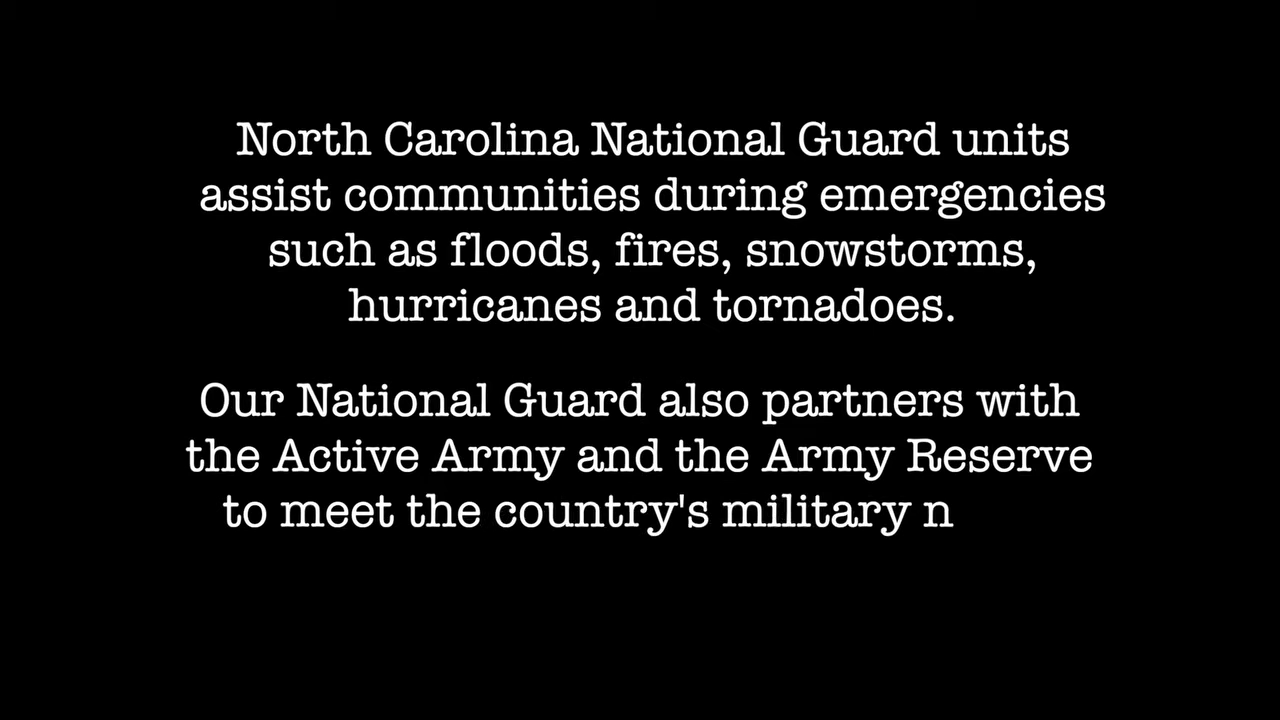 North Carolina National Guard units
assist communities during emergencies
such as floods, fires, snowstorms,
hurricanes and tornadoes.
Our National Guard also partners with
the Active Army and the Army Reserve
to meet the country's military n